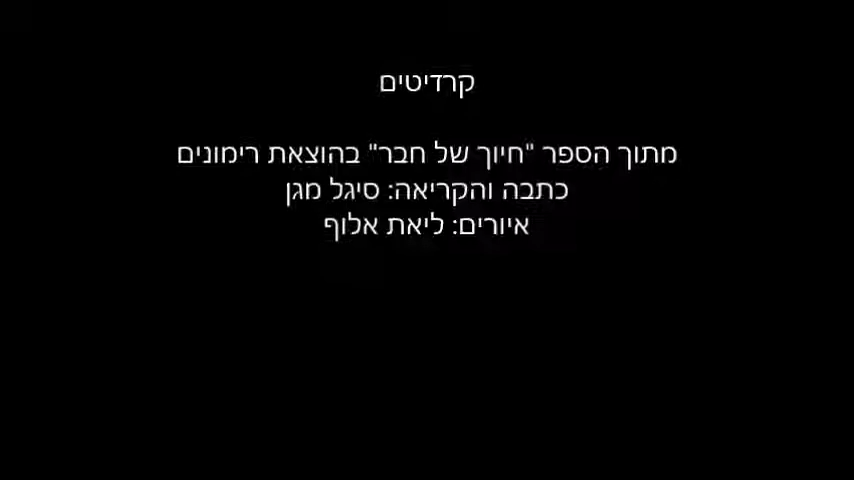 קרדיטים
מתוך הספר "חיוך של חבר" בהוצאת רימונים
כתבה והקריאה: סיגל מגן
איורים: ליאת אלוף